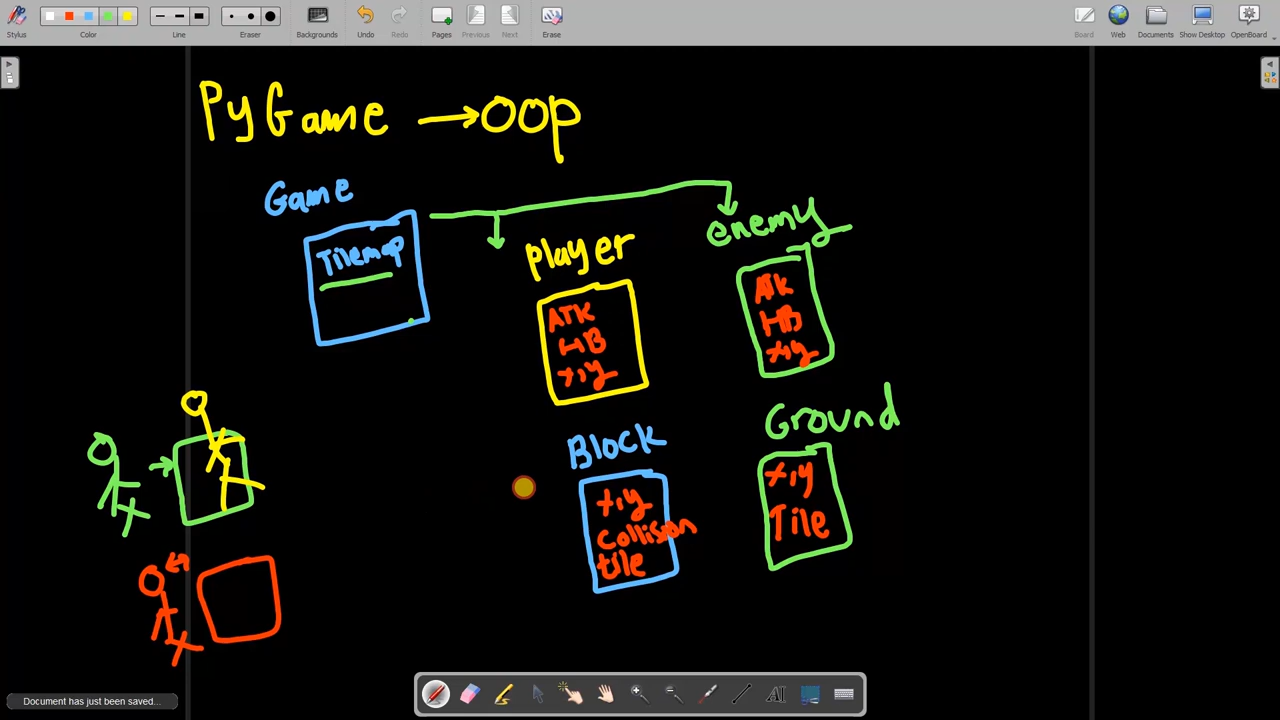 Stylus
Color
Line
Eraser
Backgrounds
Undo
Redo
Pages
Previous
Next
Erase
Board
Web
Documents
Show Desktop
OpenBoard
PyGame → OOP
Game
Tilemap
player
ATK
HB
x,y
enemy
ATK
HB
x,y
Block
x,y
Collision
tile
Ground
x,y
Tile
Document has just been saved...